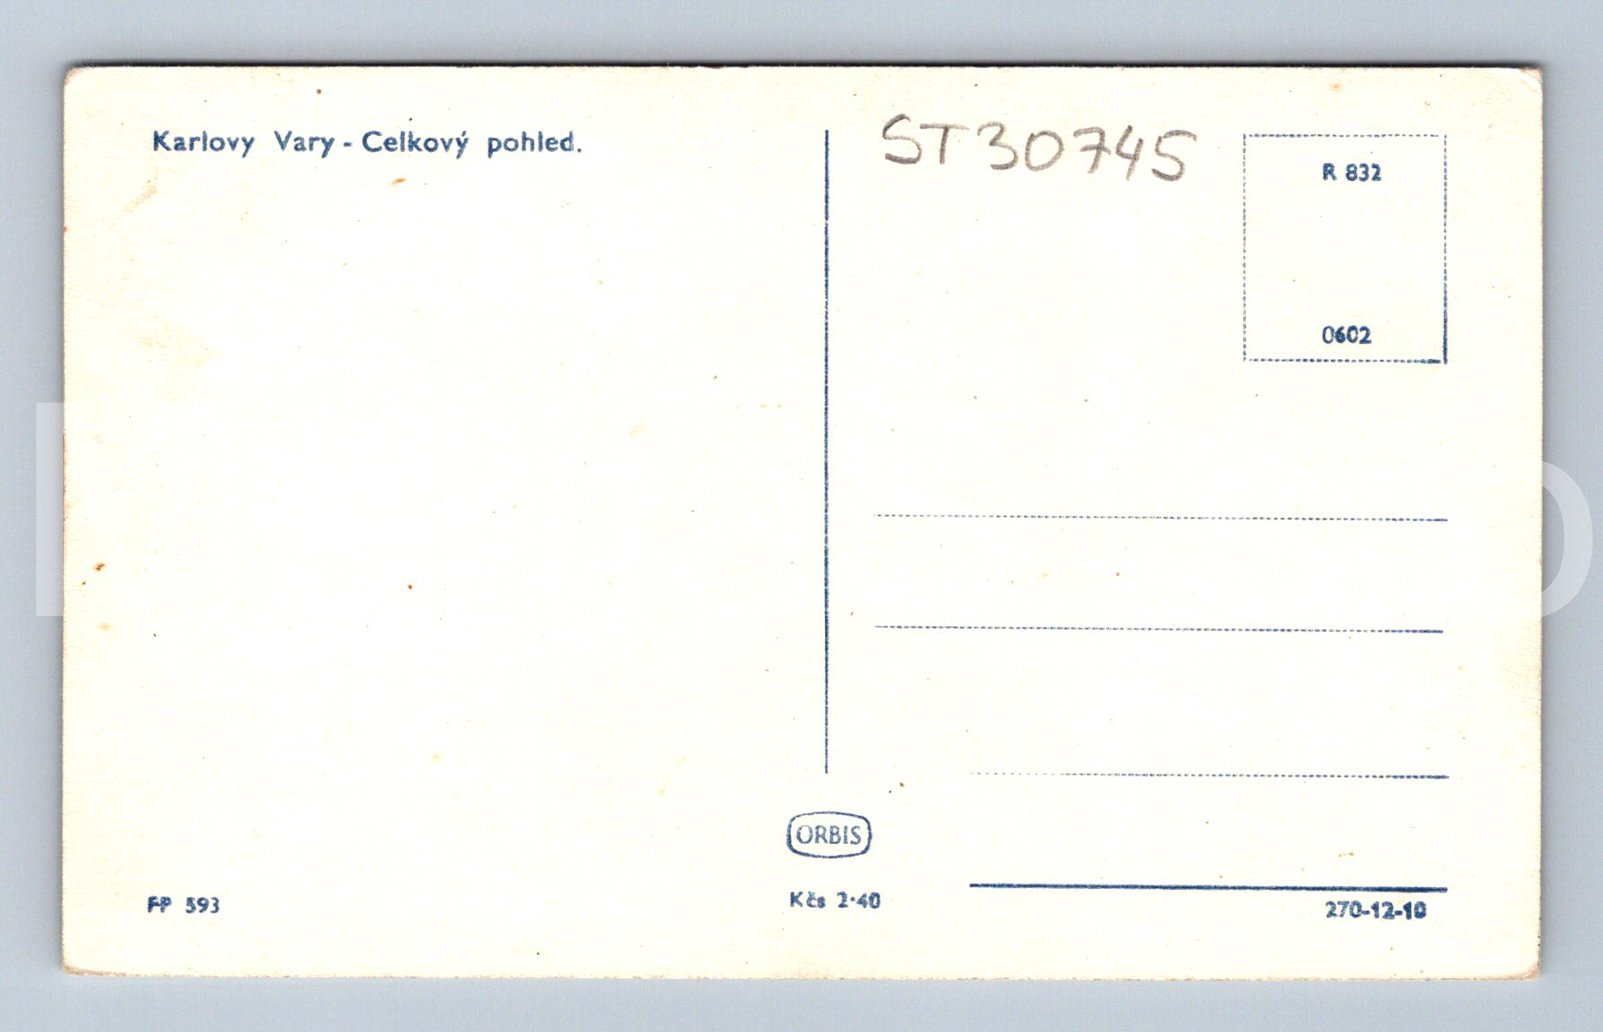 Karlovy Vary - Celkový pohled.
ST30745
R 832
0602
ORBIS
FP 593
Kčs 2·40
270-12-10